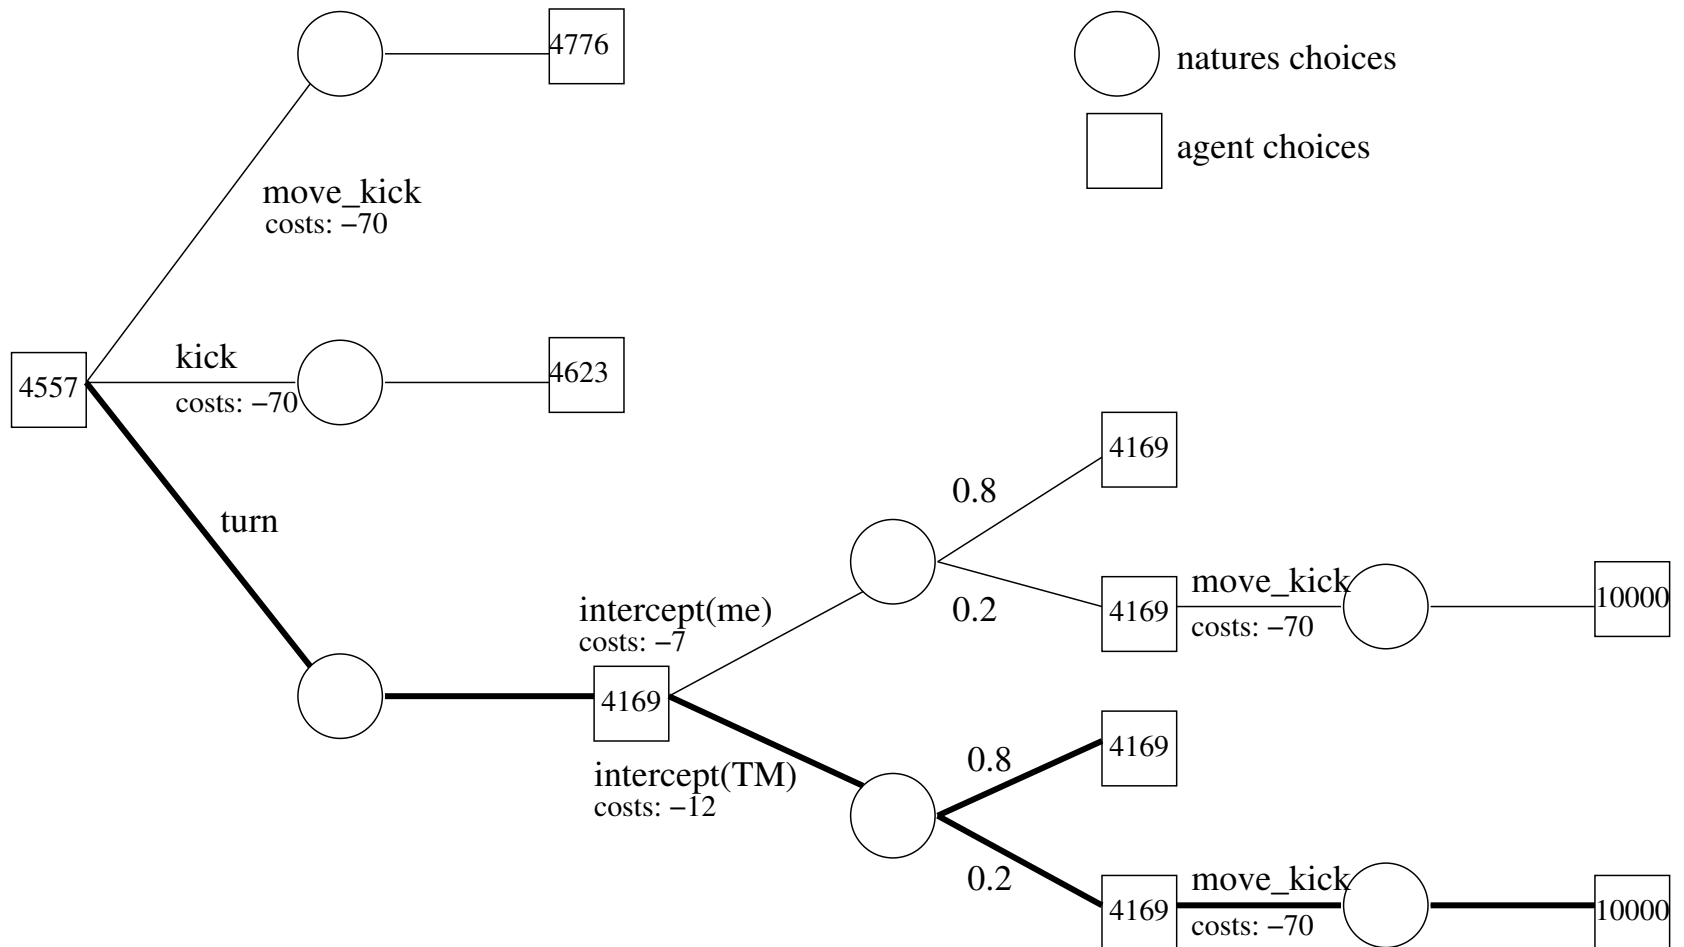 4776
natures choices
agent choices
move_kick
costs: −70
kick
4557
costs: −70
4623
turn
4169
0.8
0.2
intercept(me)
costs: −7
4169
move_kick
costs: −70
10000
4169
intercept(TM)
costs: −12
0.8
4169
0.2
4169
move_kick
costs: −70
10000